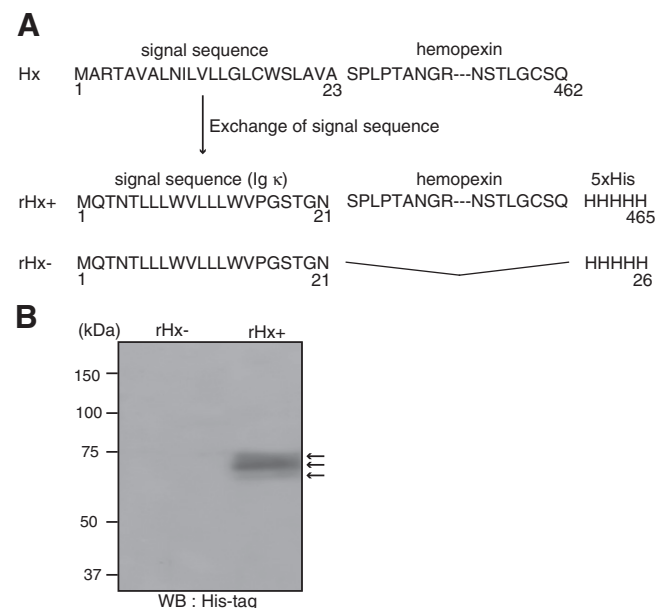 A
signal sequence hemopexin
Hx MARTAVALNILVLLGLCWSLAVA SPLPTANGR---NSTLGCSQ
1 23 462
Exchange of signal sequence
signal sequence (Ig κ) hemopexin 5xHis
rHx+ MQTNTLLLWVLLLWVPGSTGN SPLPTANGR---NSTLGCSQ HHHHH
1 21 465
rHx- MQTNTLLLWVLLLWVPGSTGN HHHHH
1 21 26
B
(kDa) rHx- rHx+
150
100
75
50
37
WB : His-tag